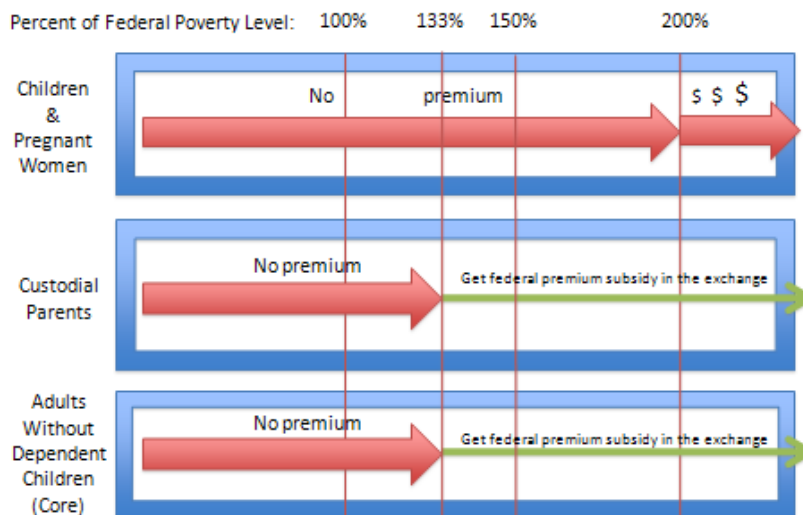 Percent of Federal Poverty Level: 100% 133% 150% 200%
Children
&
Pregnant
Women
No premium $ $ $
Custodial
Parents
No premium
Get federal premium subsidy in the exchange
Adults
Without
Dependent
Children
(Core)
No premium
Get federal premium subsidy in the exchange